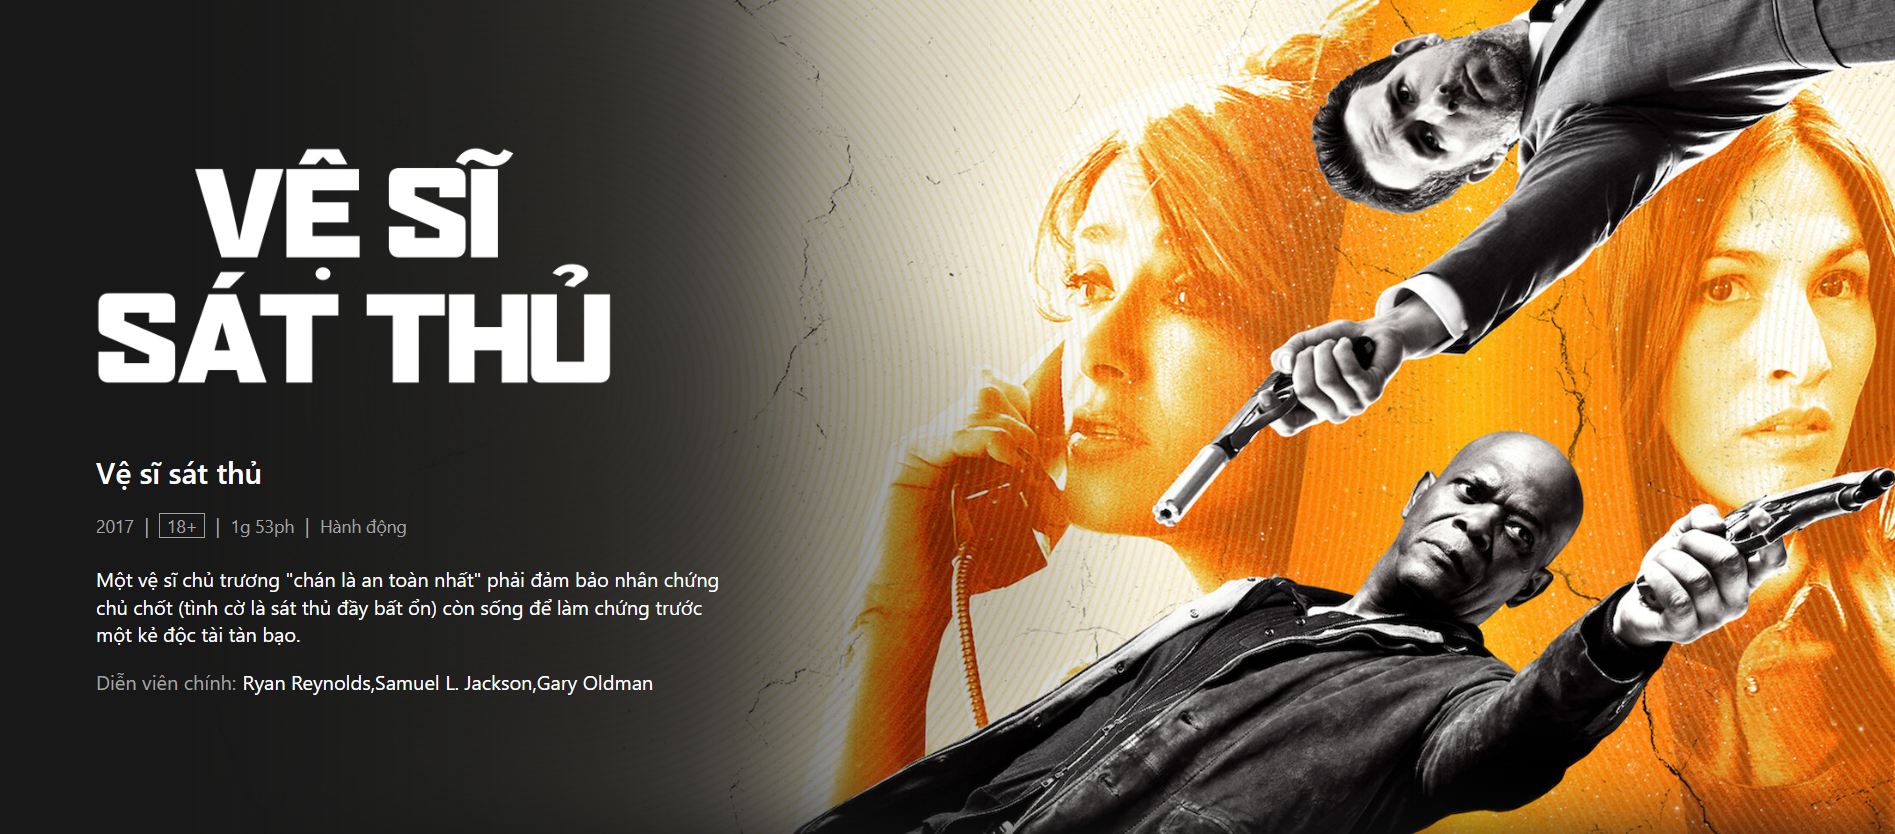 VỆ SĨ
SÁT THỦ
Vệ sĩ sát thủ
2017 | 18+ | 1g 53ph | Hành động
Một vệ sĩ chủ trương "chán là an toàn nhất" phải đảm bảo nhân chứng
chủ chốt (tình cờ là sát thủ đầy bất ổn) còn sống để làm chứng trước
một kẻ độc tài tàn bạo.
Diễn viên chính: Ryan Reynolds,Samuel L. Jackson,Gary Oldman